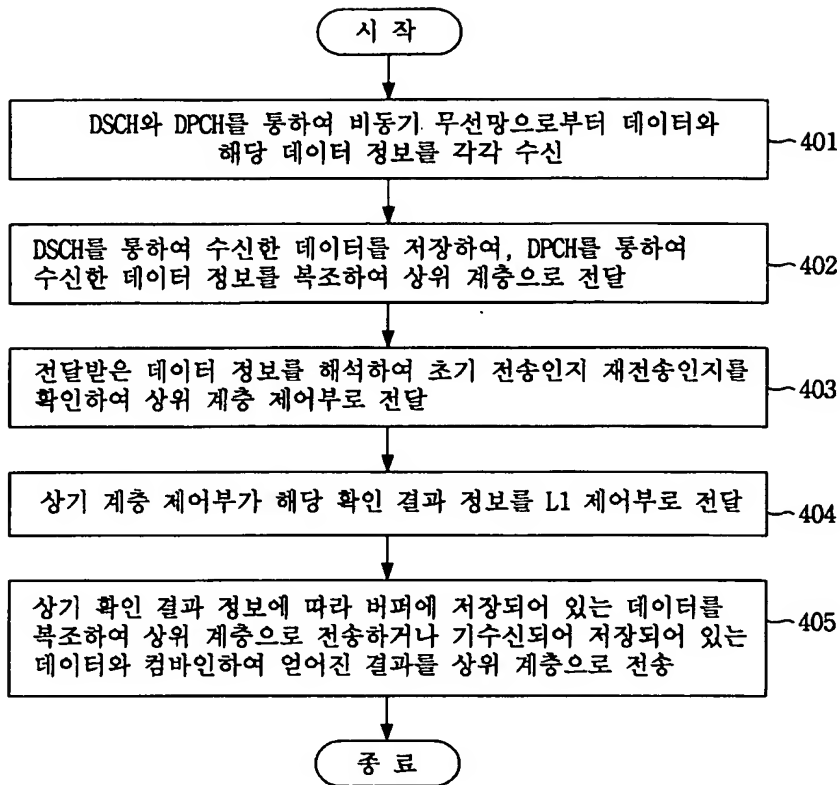 시 작
DSCH와 DPCH를 통하여 비동기 무선망으로부터 데이터와
해당 데이터 정보를 각각 수신
401
DSCH를 통하여 수신한 데이터를 저장하여, DPCH를 통하여
수신한 데이터 정보를 복조하여 상위 계층으로 전달
402
전달받은 데이터 정보를 해석하여 초기 전송인지 재전송인지를
확인하여 상위 계층 제어부로 전달
403
상기 계층 제어부가 해당 확인 결과 정보를 L1 제어부로 전달
404
상기 확인 결과 정보에 따라 버퍼에 저장되어 있는 데이터를
복조하여 상위 계층으로 전송하거나 기수신되어 저장되어 있는
데이터와 컴바인하여 얻어진 결과를 상위 계층으로 전송
405
종 료